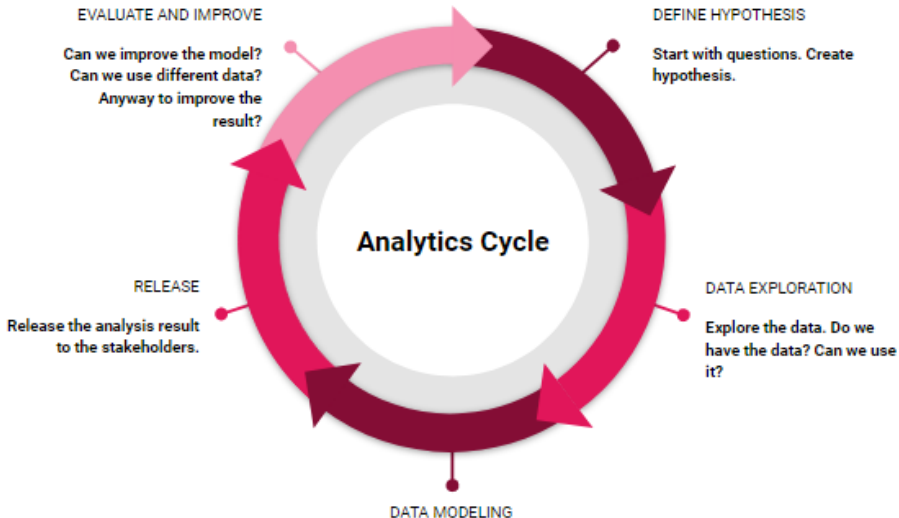 EVALUATE AND IMPROVE
Can we improve the model?
Can we use different data?
Anyway to improve the
result?
DEFINE HYPOTHESIS
Start with questions. Create
hypothesis.
Analytics Cycle
RELEASE
Release the analysis result
to the stakeholders.
DATA EXPLORATION
Explore the data. Do we
have the data? Can we use
it?
DATA MODELING